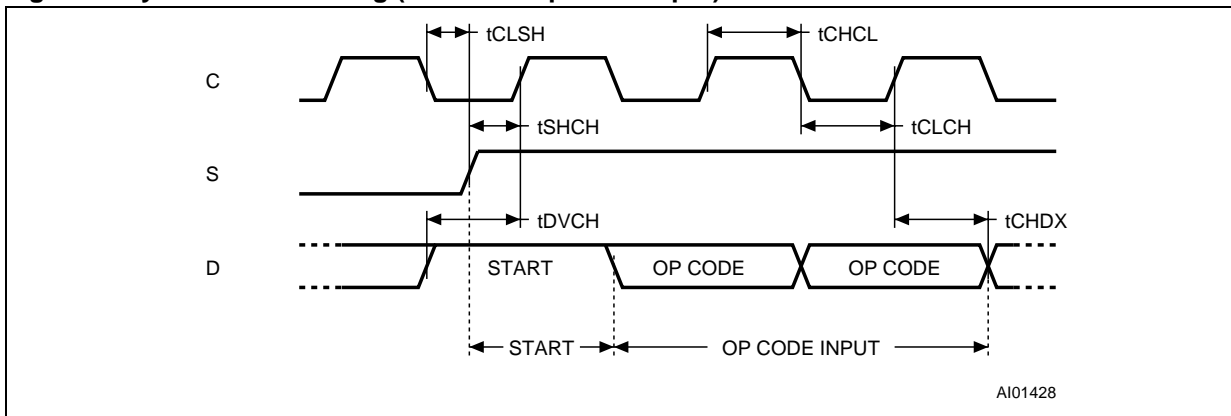 tCLSH
tCHCL
C
tSHCH
tCLCH
S
tDVCH
tCHDX
D
START
OP CODE
OP CODE
START
OP CODE INPUT
AI01428